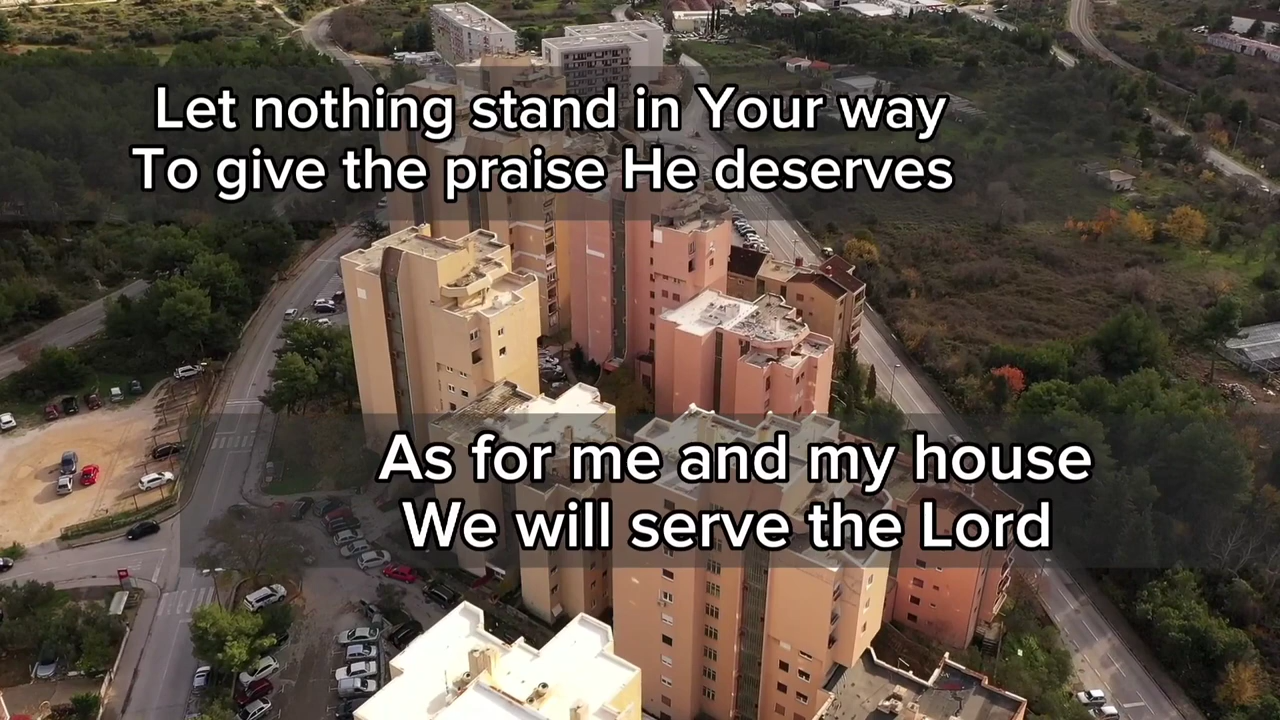 Let nothing stand in Your way
To give the praise He deserves
As for me and my house
We will serve the Lord